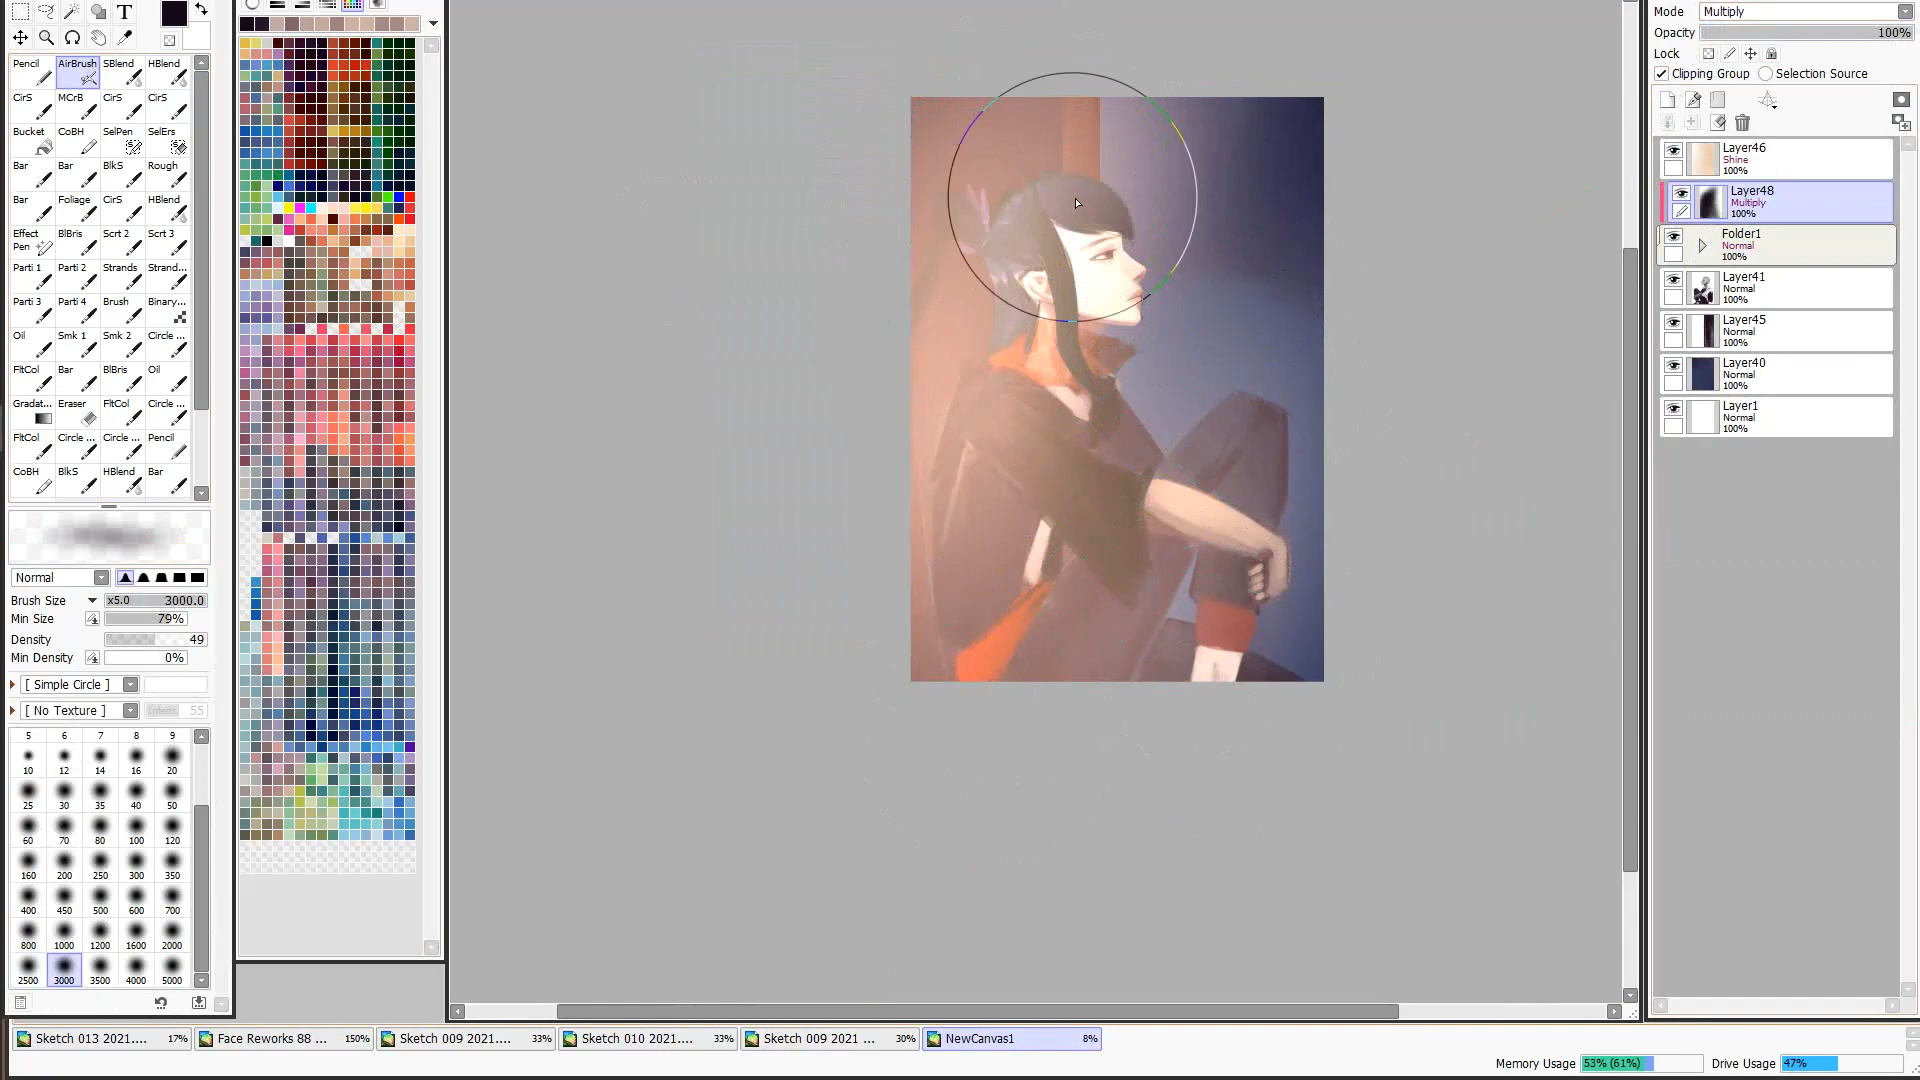 T
Pencil AirBrush SBlend HBlend
CirS MCrB CirS CirS
Bucket CoBH SelPen SelErs
Bar Bar BlkS Rough
Bar Foliage CirS HBlend
Effect Pen BlBris Scrt 2 Scrt 3
Parti 1 Parti 2 Strands Strand...
Parti 3 Parti 4 Brush Binary...
Oil Smk 1 Smk 2 Circle ...
FltCol Bar BlBris Oil
Gradat... Eraser FltCol Circle ...
FltCol Circle ... Circle ... Pencil
CoBH BlkS HBlend Bar
Normal
Brush Size x5.0 3000.0
Min Size 79%
Density 49
Min Density 0%
[ Simple Circle ]
[ No Texture ] 55
5 6 7 8 9
10 12 14 16 20
25 30 35 40 50
60 70 80 100 120
160 200 250 300 350
400 450 500 600 700
800 1000 1200 1600 2000
2500 3000 3500 4000 5000
Mode Multiply
Opacity 100%
Lock
Clipping Group Selection Source
Layer46
Shine
100%
Layer48
Multiply
100%
Folder1
Normal
100%
Layer41
Normal
100%
Layer45
Normal
100%
Layer40
Normal
100%
Layer1
Normal
100%
Sketch 013 2021.... 17% Face Reworks 88 ... 150% Sketch 009 2021.... 33% Sketch 010 2021.... 33% Sketch 009 2021 ... 30% NewCanvas1 8%
Memory Usage 53% (61%) Drive Usage 47%